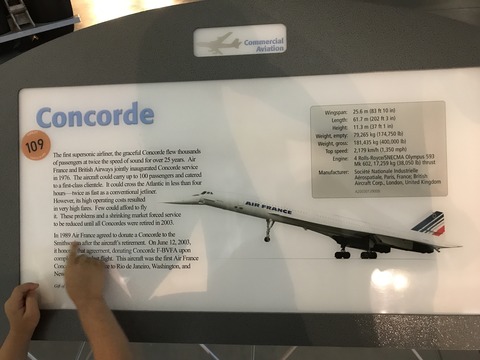 Commercial
Aviation
Concorde
109
The first supersonic airliner, the graceful Concorde flew thousands
of passengers at twice the speed of sound for over 25 years. Air
France and British Airways jointly inaugurated Concorde service
in 1976. The aircraft could carry up to 100 passengers and catered
to a first-class clientele. It could cross the Atlantic in less than four
hours—twice as fast as a conventional jetliner.
However, its high operating costs resulted
in very high fares. Few could afford to fly
it. These problems and a shrinking market forced service
to be reduced until all Concordes were retired in 2003.
In 1989 Air France agreed to donate a Concorde to the
Smithsonian after the aircraft's retirement. On June 12, 2003,
it honored that agreement, donating Concorde F-BVFA upon
flight. This aircraft was the first Air France
to Rio de Janeiro, Washington, and
New
Wingspan: 25.6 m (83 ft 10 in)
Length: 61.7 m (202 ft 3 in)
Height: 11.3 m (37 ft 1 in)
Weight, empty: 79,265 kg (174,750 lb)
Weight, gross: 181,435 kg (400,000 lb)
Top speed: 2,179 km/h (1,350 mph)
Engine: 4 Rolls-Royce/SNECMA Olympus 593
Mk 602, 17,259 kg (38,050 lb) thrust
Manufacturer: Société Nationale Industrielle
Aérospatiale, Paris, France; British
Aircraft Corp., London, United Kingdom
AIR FRANCE